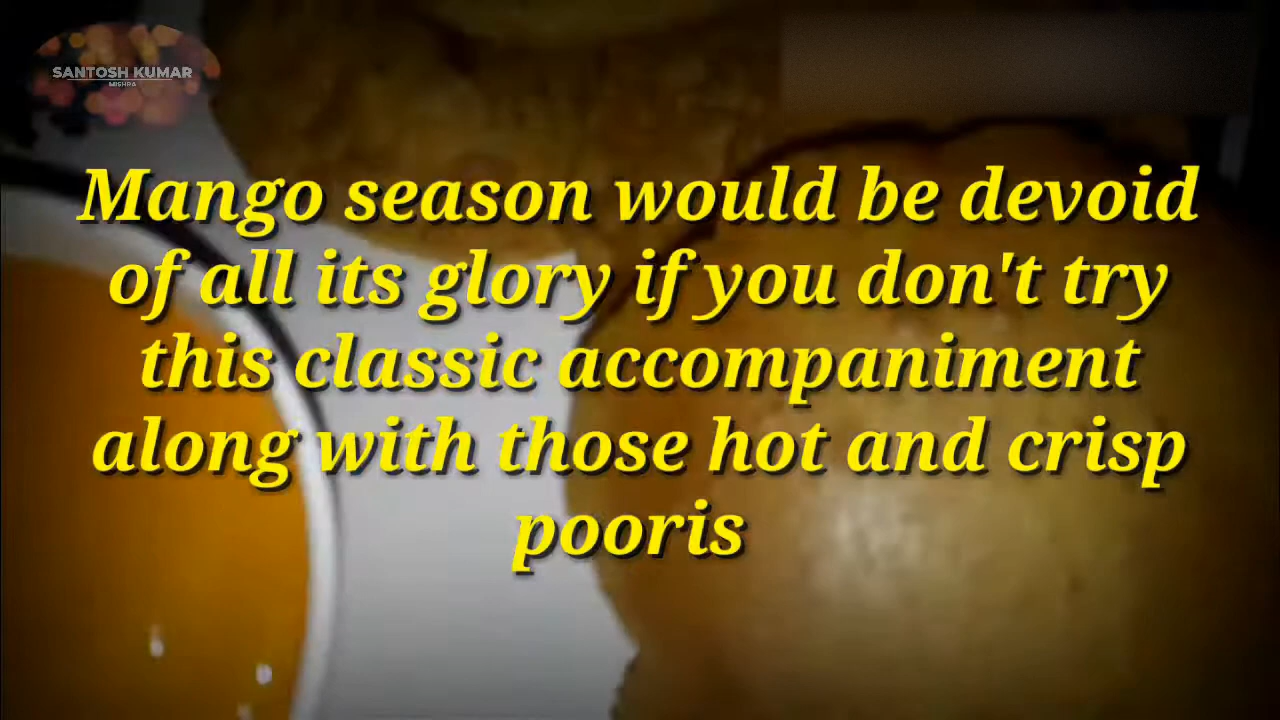 SANTOSH KUMAR
MISHRA
Mango season would be devoid
of all its glory if you don't try
this classic accompaniment
along with those hot and crisp
pooris